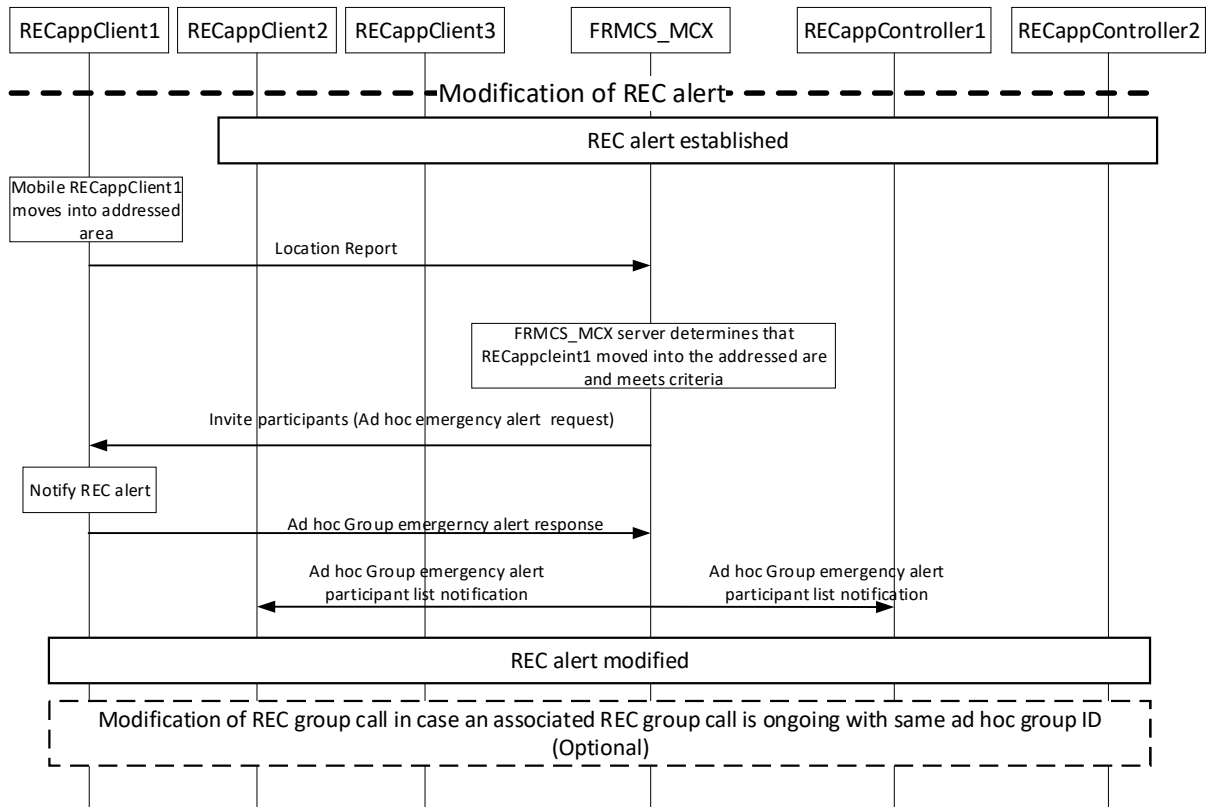 RECappClient1
RECappClient2
RECappClient3
FRMCS_MCX
RECappController1
RECappController2
Modification of REC alert
REC alert established
Mobile RECappClient1
moves into addressed
area
Location Report
FRMCS_MCX server determines that
RECappcleint1 moved into the addressed are
and meets criteria
Invite participants (Ad hoc emergency alert request)
Notify REC alert
Ad hoc Group emergerncy alert response
Ad hoc Group emergency alert
participant list notification
Ad hoc Group emergency alert
participant list notification
REC alert modified
Modification of REC group call in case an associated REC group call is ongoing with same ad hoc group ID
(Optional)